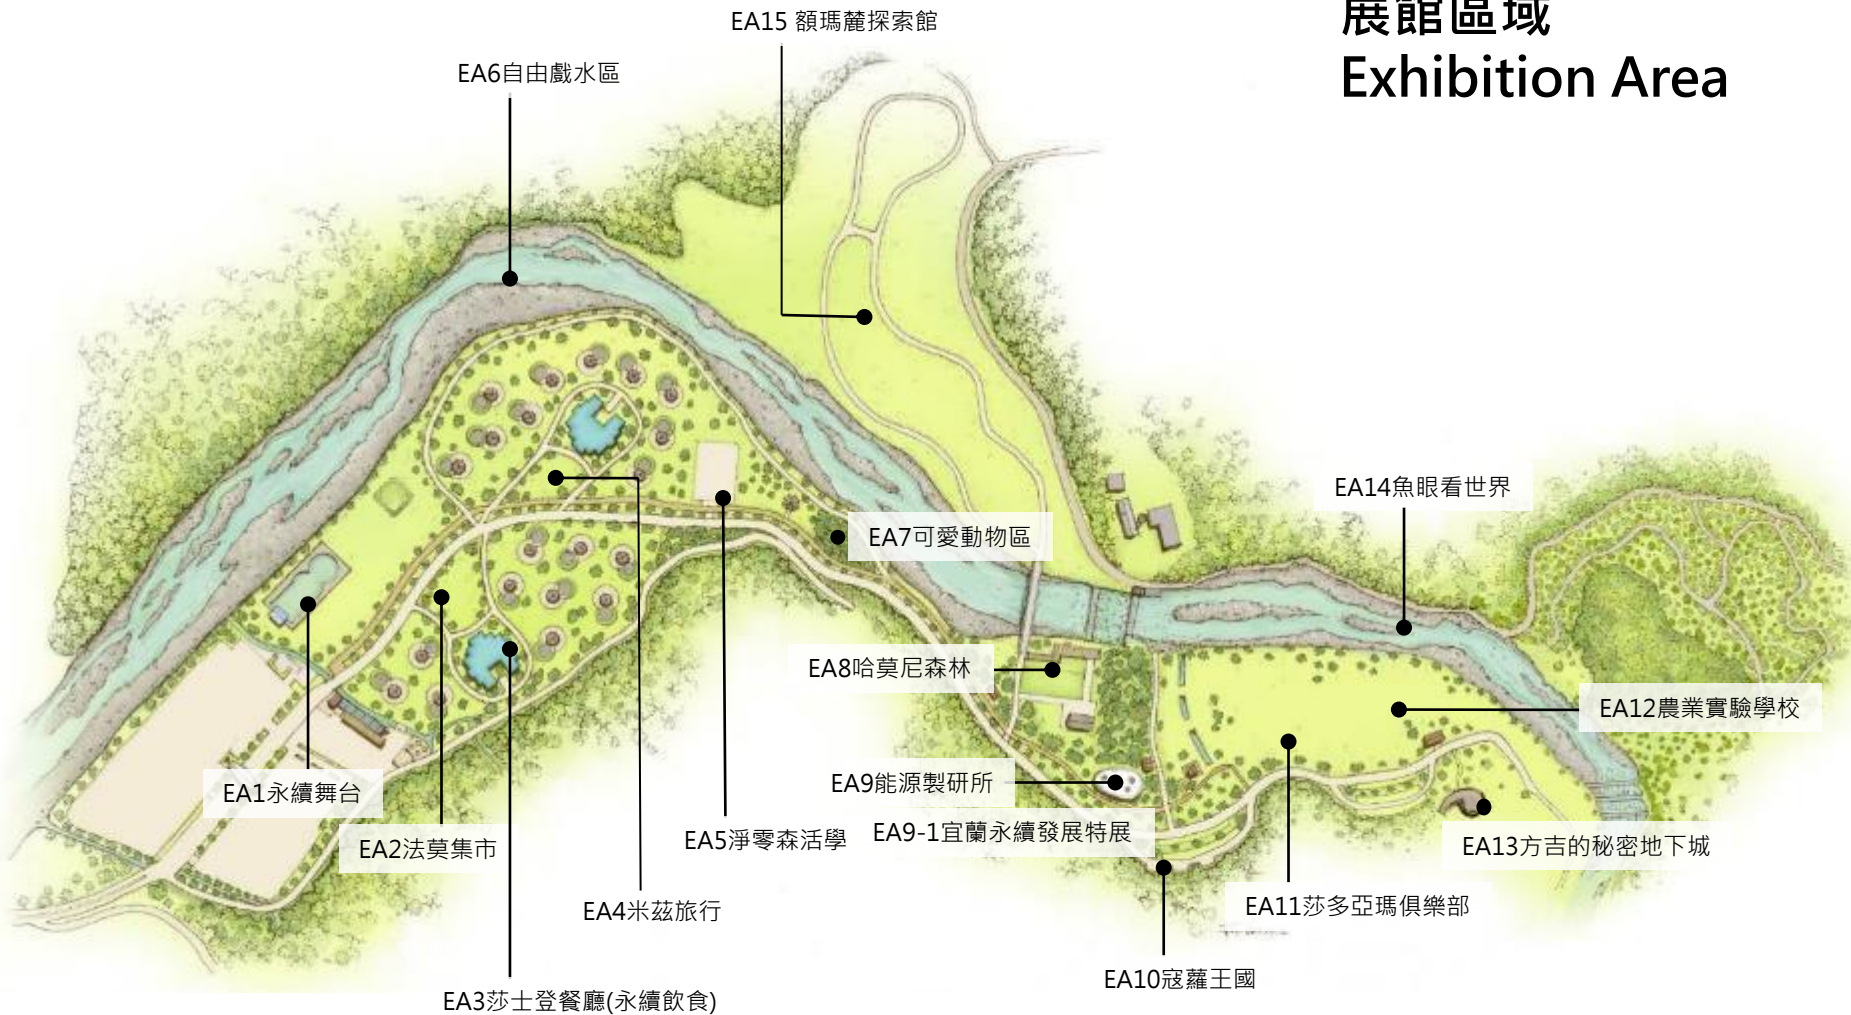 展館區域
Exhibition Area
EA15 額瑪麓探索館
EA6自由戲水區
EA14魚眼看世界
EA7可愛動物區
EA8哈莫尼森林
EA12農業實驗學校
EA9能源製研所
EA1永續舞台
EA9-1宜蘭永續發展特展
EA5淨零森活學
EA2法莫集市
EA13方吉的秘密地下城
EA4米茲旅行
EA11莎多亞瑪俱樂部
EA10寇蘿王國
EA3莎士登餐廳(永續飲食)